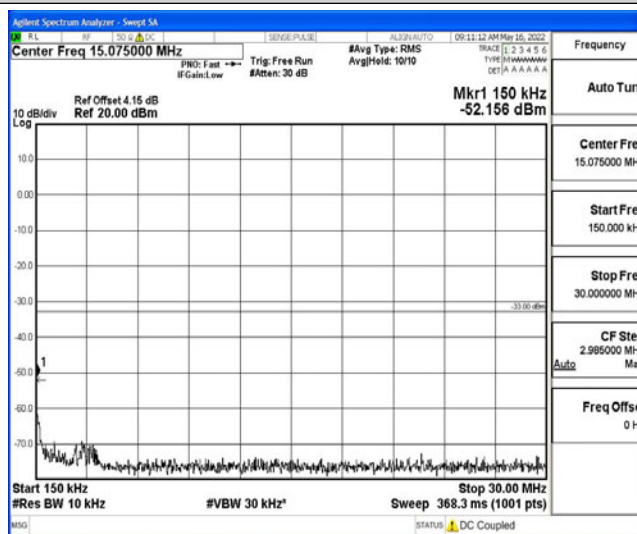 Agilent Spectrum Analyzer - Swept SA
RL RF 50 Ω DC SENSE:PULSE ALIGNAUTO 09:11:12 AM May 16, 2022
Center Freq 15.075000 MHz
PNO: Fast
IFGain:Low
Trig: Free Run
#Atten: 30 dB
#Avg Type: RMS
Avg|Hold: 10/10
TRACE 1 2 3 4 5 6
TYPE M WWWWW
DET A A A A A A
Ref Offset 4.15 dB
10 dB/div Ref 20.00 dBm
Log
Mkr1 150 kHz
-52.156 dBm
10.0
0.00
-10.0
-20.0
-30.0
-33.00 dBm
-40.0
1
-50.0
-60.0
-70.0
Start 150 kHz
Stop 30.00 MHz
#Res BW 10 kHz
#VBW 30 kHz*
Sweep 368.3 ms (1001 pts)
MSG
STATUS DC Coupled
Frequency
Auto Tun
Center Fre
15.075000 MH
Start Fre
150.000 kH
Stop Fre
30.000000 MH
CF Ste
2.985000 MH
Auto Ma
Freq Offse
0 H